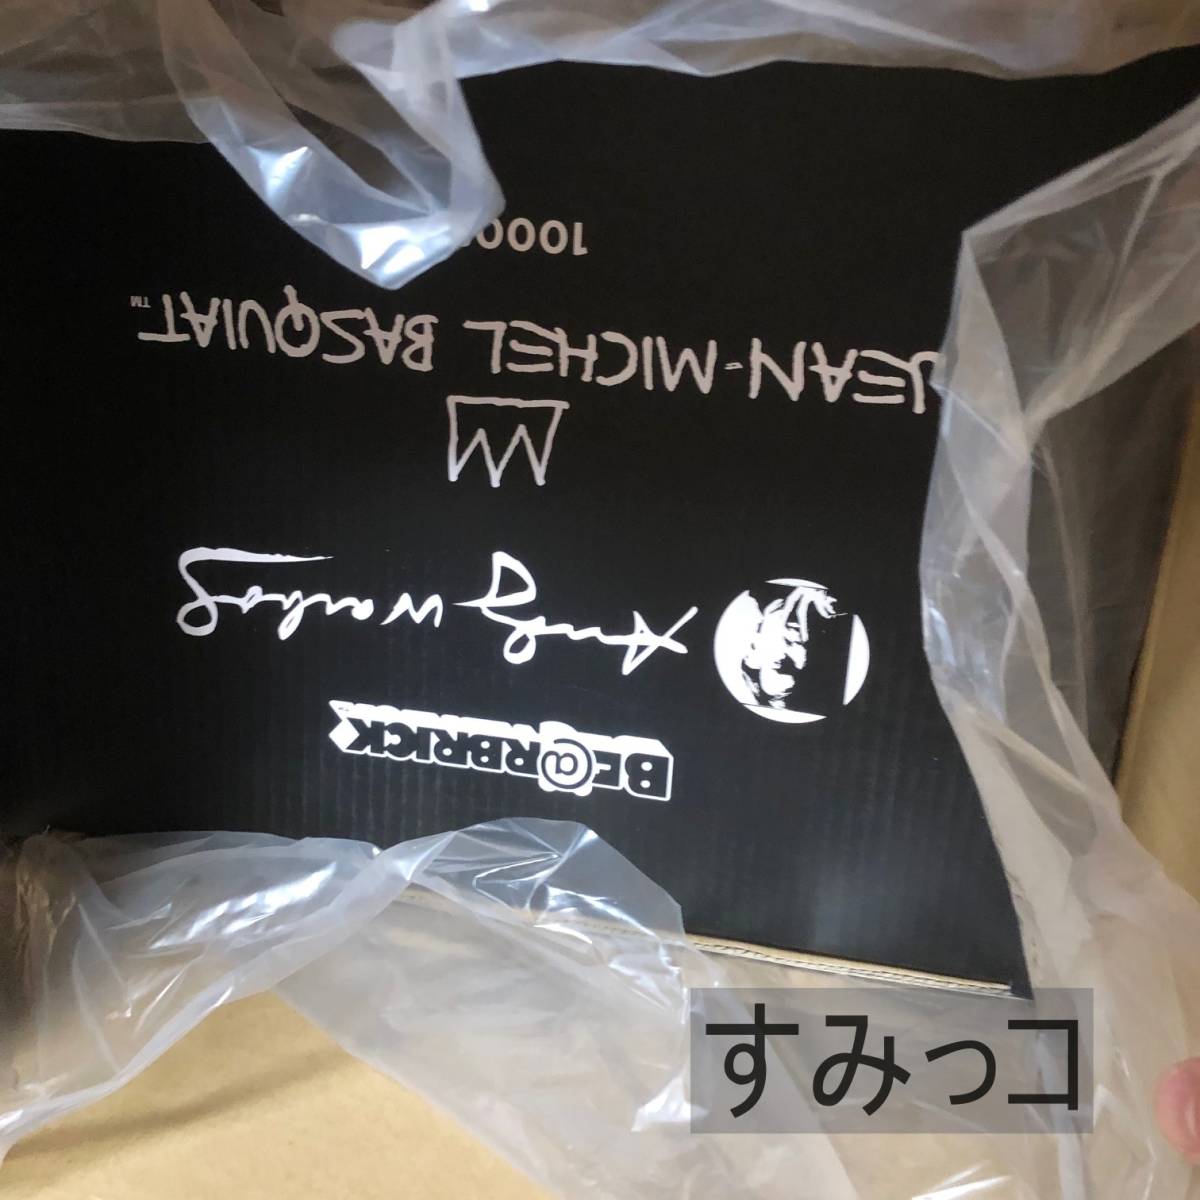 BE@RBRICK
Andy Warhol
JEAN-MICHEL BASQUIAT™
1000
すみっコ